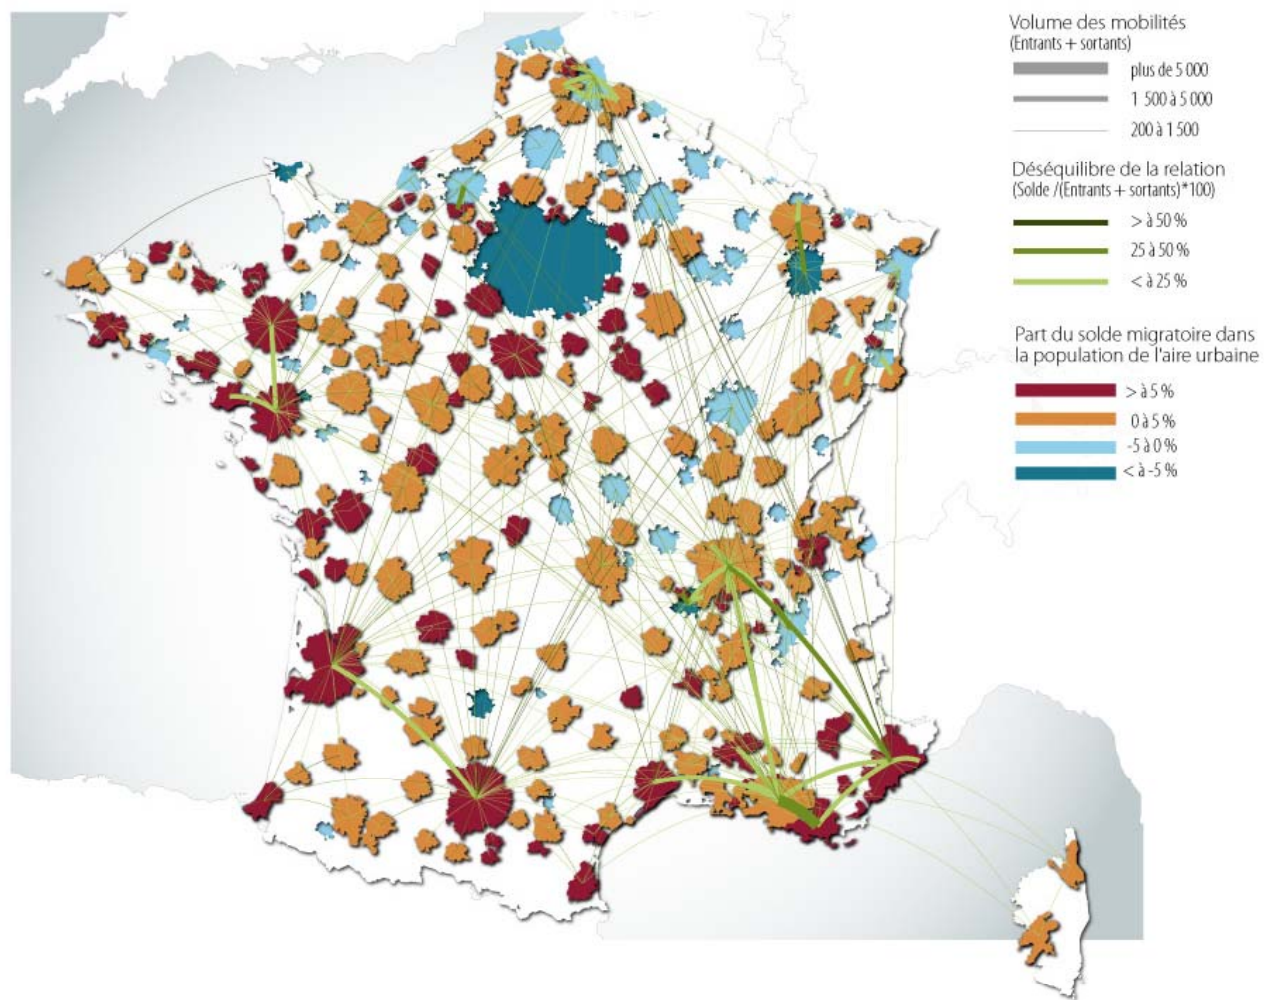 Volume des mobilités
(Entrants + sortants)
plus de 5 000
1 500 à 5 000
200 à 1 500
Déséquilibre de la relation
(Solde /(Entrants + sortants)*100)
> à 50 %
25 à 50 %
< à 25 %
Part du solde migratoire dans
la population de l'aire urbaine
> à 5 %
0 à 5 %
-5 à 0 %
< à -5 %